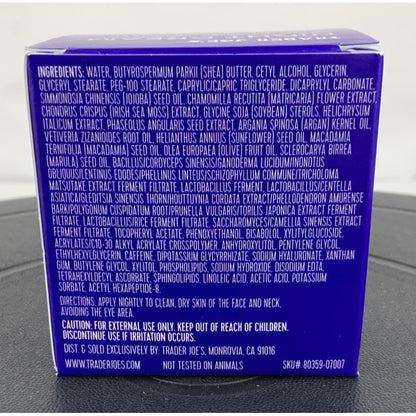 INGREDIENTS: WATER, BUTYROSPERMUM PARKII (SHEA) BUTTER, CETYL ALCOHOL, GLYCERIN,
GLYCERYL STEARATE, PEG-100 STEARATE, CAPRYLIC/CAPRIC TRIGLYCERIDE, DICAPRYLYL CARBONATE,
SIMMONDSIA CHINENSIS (JOJOBA) SEED OIL, CHAMOMILLA RECUTITA (MATRICARIA) FLOWER EXTRACT,
CHONDRUS CRISPUS (IRISH SEA MOSS) EXTRACT, GLYCINE SOJA (SOYBEAN) STEROLS, HELICHRYSUM
ITALICUM EXTRACT, PHASEOLUS ANGULARIS SEED EXTRACT, ARGANIA SPINOSA (ARGAN) KERNEL OIL,
VETIVERIA ZIZANIOIDES ROOT OIL, HELIANTHUS ANNUUS (SUNFLOWER) SEED OIL, MACADAMIA
TERNIFOLIA (MACADAMIA) SEED OIL, OLEA EUROPAEA (OLIVE) FRUIT OIL, SCLEROCARYA BIRREA
(MARULA) SEED OIL, BACILLUS/CORDYCEPS SINENSIS/GANODERMA LUCIDUM/INONOTUS
OBLIQUUS/LENTINUS EDODES/PHELLINUS LINTEUS/SCHIZOPHYLLUM COMMUNE/TRICHOLOMA
MATSUTAKE EXTRACT FERMENT FILTRATE, LACTOBACILLUS FERMENT, LACTOBACILLUS/CENTELLA
ASIATICA/GLEDITSIA SINENSIS THORN/HOUTTUYNIA CORDATA EXTRACT/PHELLODENDRON AMURENSE
BARK/POLYGONUM CUSPIDATUM ROOT/PRUNELLA VULGARIS/TORILIS JAPONICA EXTRACT FERMENT
FILTRATE, LACTOBACILLUS/RICE FERMENT FILTRATE, SACCHAROMYCES/CAMELLIA SINENSIS EXTRACT
FERMENT FILTRATE, TOCOPHERYL ACETATE, PHENOXYETHANOL, BISABOLOL, XYLITYLGLUCOSIDE,
ACRYLATES/C10-30 ALKYL ACRYLATE CROSSPOLYMER, ANHYDROXYLITOL, PENTYLENE GLYCOL,
ETHYLHEXYLGLYCERIN, CAFFEINE, DIPOTASSIUM GLYCYRRHIZATE, SODIUM HYALURONATE, XANTHAN
GUM, BUTYLENE GLYCOL, XYLITOL, PHOSPHOLIPIDS, SODIUM HYDROXIDE, DISODIUM EDTA,
TETRAHEXYLDECYL ASCORBATE, SPHINGOLIPIDS, LINOLEIC ACID, ACETIC ACID, POTASSIUM
SORBATE, ACETYL HEXAPEPTIDE-8.
DIRECTIONS: APPLY NIGHTLY TO CLEAN, DRY SKIN OF THE FACE AND NECK,
AVOIDING THE EYE AREA.
CAUTION: FOR EXTERNAL USE ONLY. KEEP OUT OF REACH OF CHILDREN.
DISCONTINUE USE IF IRRITATION OCCURS.
DIST. & SOLD EXCLUSIVELY BY: TRADER JOE'S, MONROVIA, CA 91016
WWW.TRADERJOES.COM NOT TESTED ON ANIMALS SKU# 80359-07007